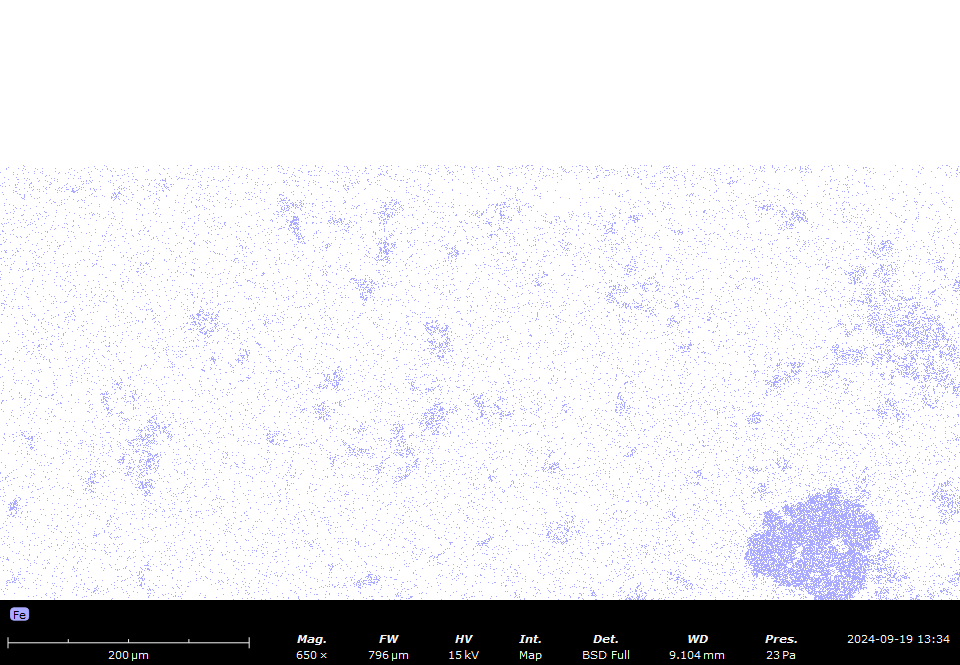 Fe
Mag. FW HV Int. Det. WD Pres. 2024-09-19 13:34
200 µm 650 × 796 µm 15 kV Map BSD Full 9.104 mm 23 Pa